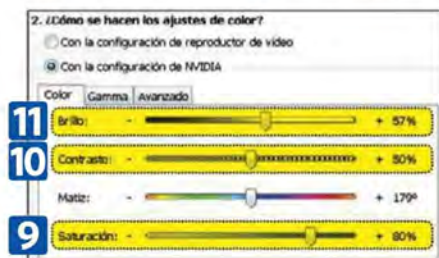 2. ¿Cómo se hacen los ajustes de color?
Con la configuración de reproductor de vídeo
Con la configuración de NVIDIA
Color Gamma Avanzado
11 Brillo: - + 57%
10 Contraste: - + 50%
Matiz: - + 179º
9 Saturación: - + 80%